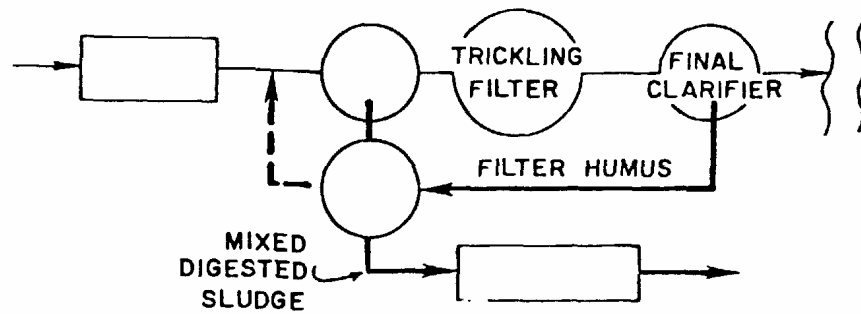 TRICKLING
FILTER
FINAL
CLARIFIER
FILTER HUMUS
MIXED
DIGESTED
SLUDGE